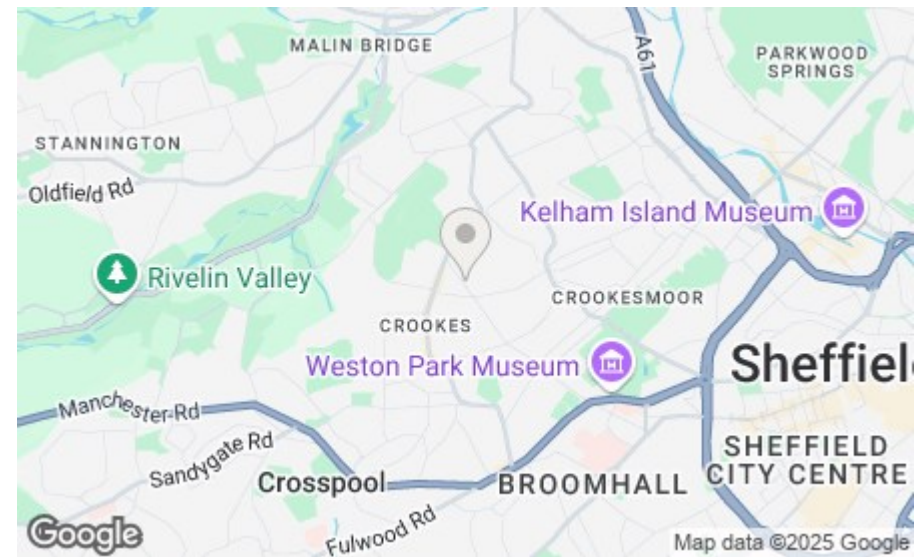 MALIN BRIDGE
A61
PARKWOOD
SPRINGS
STANNINGTON
Oldfield Rd
Kelham Island Museum
Rivelin Valley
CROOKESMOOR
CROOKES
Weston Park Museum
Sheffiel
Manchester Rd
Sandygate Rd
SHEFFIELD
CITY CENTRE
Crosspool
BROOMHALL
Fulwood Rd
Google
Map data ©2025 Google